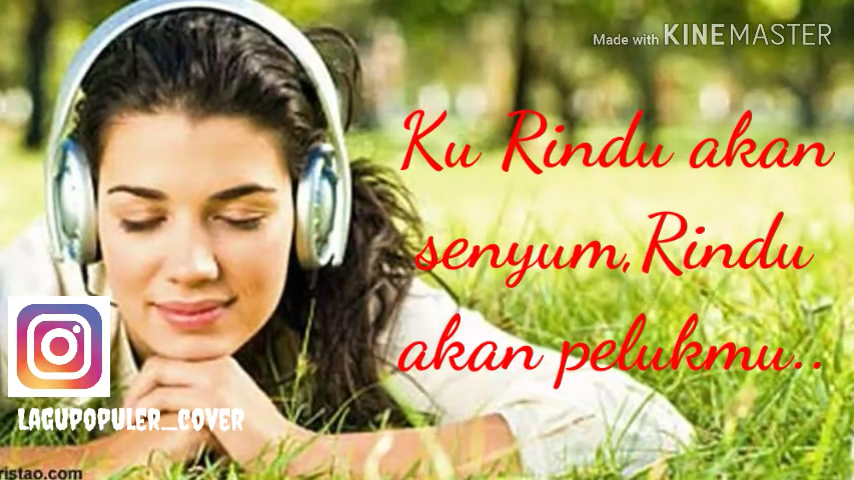 Made with KINEMASTER
Ku Rindu akan
senyum,Rindu
akan pelukmu..
LAGUPOPULER_COVER
ristao.com